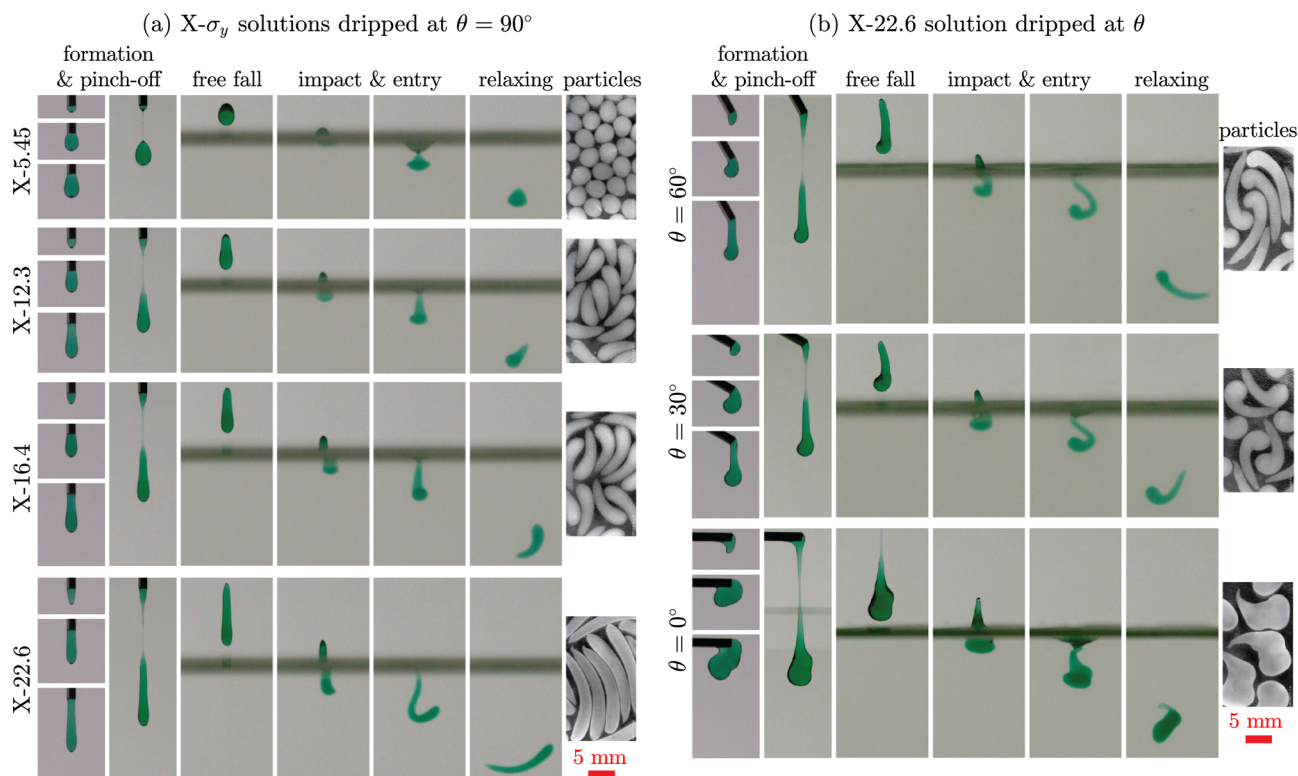 (a) X-σ_y solutions dripped at θ = 90°
formation
& pinch-off
free fall
impact & entry
relaxing
particles
X-5.45
X-12.3
X-16.4
X-22.6
5 mm
(b) X-22.6 solution dripped at θ
formation
& pinch-off
free fall
impact & entry
relaxing
particles
θ = 60°
θ = 30°
θ = 0°
5 mm